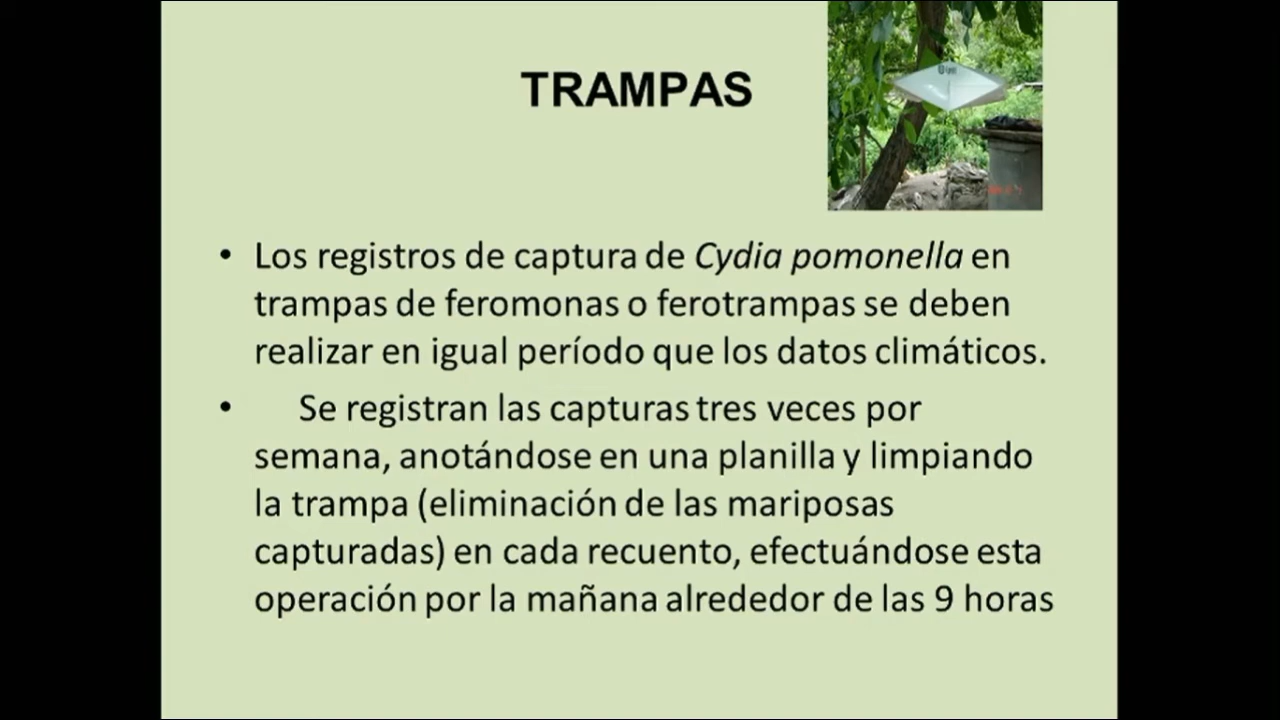 TRAMPAS
• Los registros de captura de Cydia pomonella en
trampas de feromonas o ferotrampas se deben
realizar en igual período que los datos climáticos.
• Se registran las capturas tres veces por
semana, anotándose en una planilla y limpiando
la trampa (eliminación de las mariposas
capturadas) en cada recuento, efectuándose esta
operación por la mañana alrededor de las 9 horas